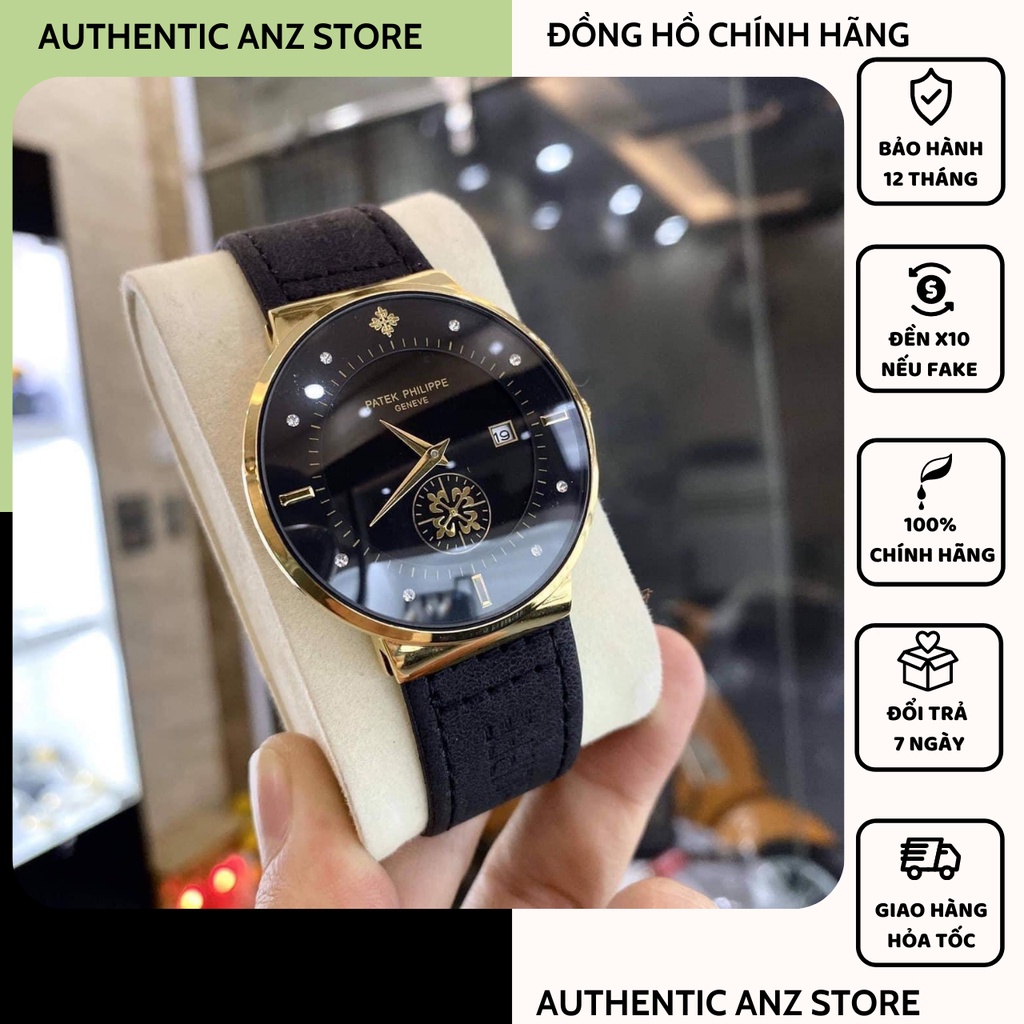 AUTHENTIC ANZ STORE
ĐỒNG HỒ CHÍNH HÃNG
BẢO HÀNH
12 THÁNG
ĐỀN X10
NẾU FAKE
100%
CHÍNH HÃNG
ĐỔI TRẢ
7 NGÀY
GIAO HÀNG
HỎA TỐC
PATEK PHILIPPE
GENEVE
19
AUTHENTIC ANZ STORE